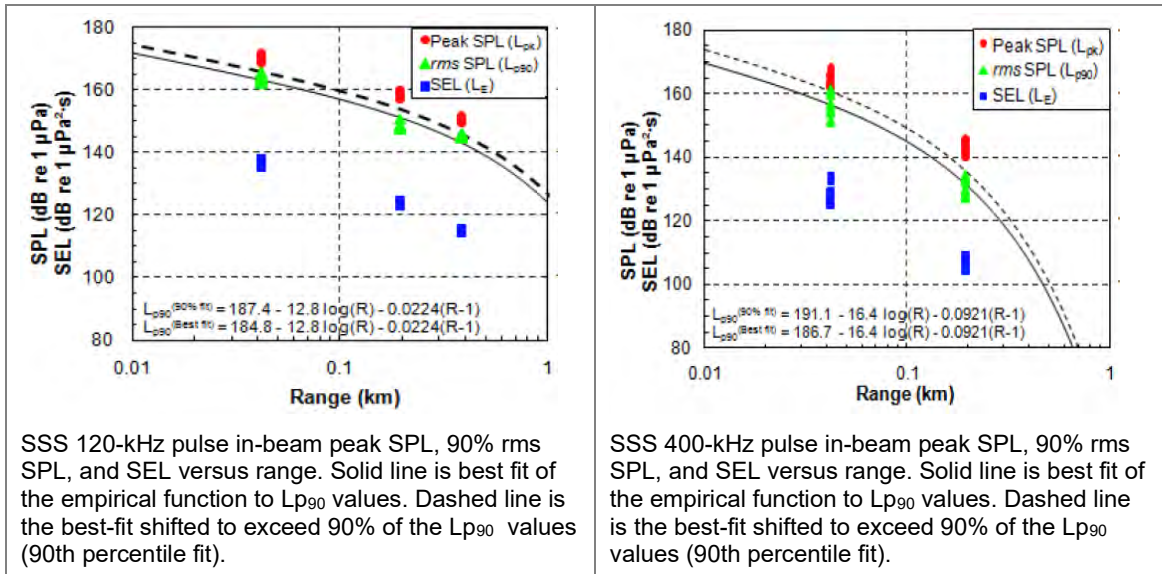 180
160
140
120
100
80
SPL (dB re 1 µPa)
SEL (dB re 1 µPa²·s)
Peak SPL (Lpk)
rms SPL (Lp90)
SEL (LE)
Lp90(90% fit) = 187.4 - 12.8 log(R) - 0.0224(R-1)
Lp90(Best fit) = 184.8 - 12.8 log(R) - 0.0224(R-1)
0.01 0.1 1
Range (km)
SSS 120-kHz pulse in-beam peak SPL, 90% rms
SPL, and SEL versus range. Solid line is best fit of
the empirical function to Lp90 values. Dashed line is
the best-fit shifted to exceed 90% of the Lp90 values
(90th percentile fit).
180
160
140
120
100
80
SPL (dB re 1 µPa)
SEL (dB re 1 µPa²·s)
Peak SPL (Lpk)
rms SPL (Lp90)
SEL (LE)
Lp90(90% fit) = 191.1 - 16.4 log(R) - 0.0921(R-1)
Lp90(Best fit) = 186.7 - 16.4 log(R) - 0.0921(R-1)
0.01 0.1 1
Range (km)
SSS 400-kHz pulse in-beam peak SPL, 90% rms
SPL, and SEL versus range. Solid line is best fit of
the empirical function to Lp90 values. Dashed line
is the best-fit shifted to exceed 90% of the Lp90
values (90th percentile fit).